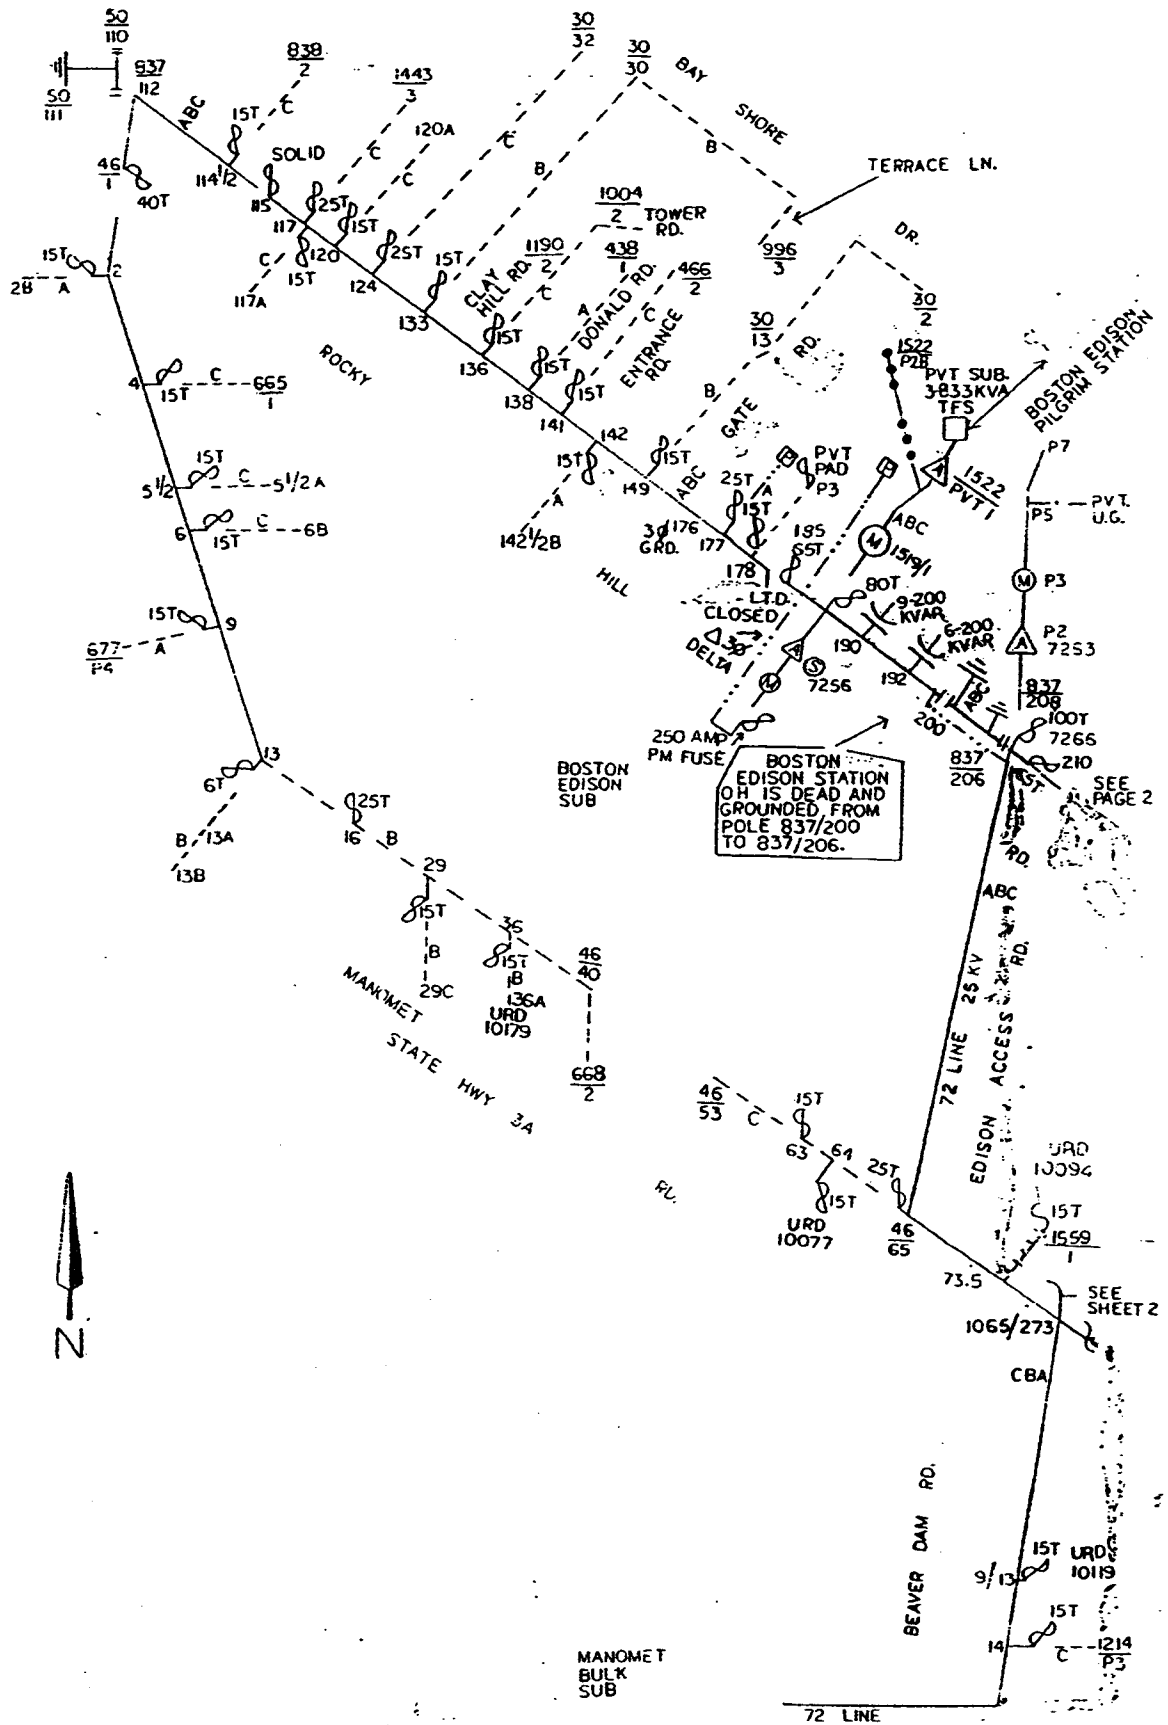 50
110
50
111
837
112
ABC
838
2
1443
3
120A
30
32
30
30
BAY
SHORE
DR.
TERRACE LN.
46
1
40T
15T
C
114 1/2
SOLID
115
25T
C
117
15T
C
117A
15T
C
120
25T
C
124
15T
B
133
B
996
3
1004
2
TOWER
RD.
CLAY
HILL RD.
1190
2
C
15T
136
438
1
DONALD RD.
A
15T
138
466
2
C
15T
141
ENTRANCE
RD.
142
15T
A
142 1/2B
149
15T
B
30
13
30
2
ROCKY
HILL
RD.
GATE
ABC
15T
2
2B
A
4
15T
C
665
1
5 1/2
15T
C
5 1/2A
6
15T
C
6B
15T
9
677
P4
A
13
6T
B
13A
13B
25T
16
B
29
15T
B
29C
36
15T
B
136A
URD
10179
46
40
668
2
MANOMET
STATE HWY 3A
1522
P2B
PVT SUB.
3-833KVA
TFS
BOSTON EDISON
PILGRIM STATION
P7
P5
PVT.
U.G.
M
P3
A
P2
7253
A
1522
PVT 1
ABC
M
1519/1
P
PVT
PAD
P3
P
25T
A
15T
3Ø
GRD.
176
177
178
195
SST
L.T.D.
CLOSED
Δ 30
DELTA
80T
9-200
KVAR
6-200
KVAR
190
192
200
A
S
7256
M
250 AMP
PM FUSE
ABC
837
208
100T
7266
210
837
206
SST
SEE
PAGE 2
BOSTON
EDISON
SUB
BOSTON
EDISON STATION
OH IS DEAD AND
GROUNDED FROM
POLE 837/200
TO 837/206.
RD.
ABC
72 LINE 25 KV
EDISON ACCESS RD.
46
53
C
15T
63
64
15T
URD
10077
25T
46
65
URD
10094
15T
1559
1
73.5
SEE
SHEET 2
1065/273
CBA
N
BEAVER DAM RD.
9/13
15T
URD
10119
15T
14
C
1214
P3
MANOMET
BULK
SUB
72 LINE